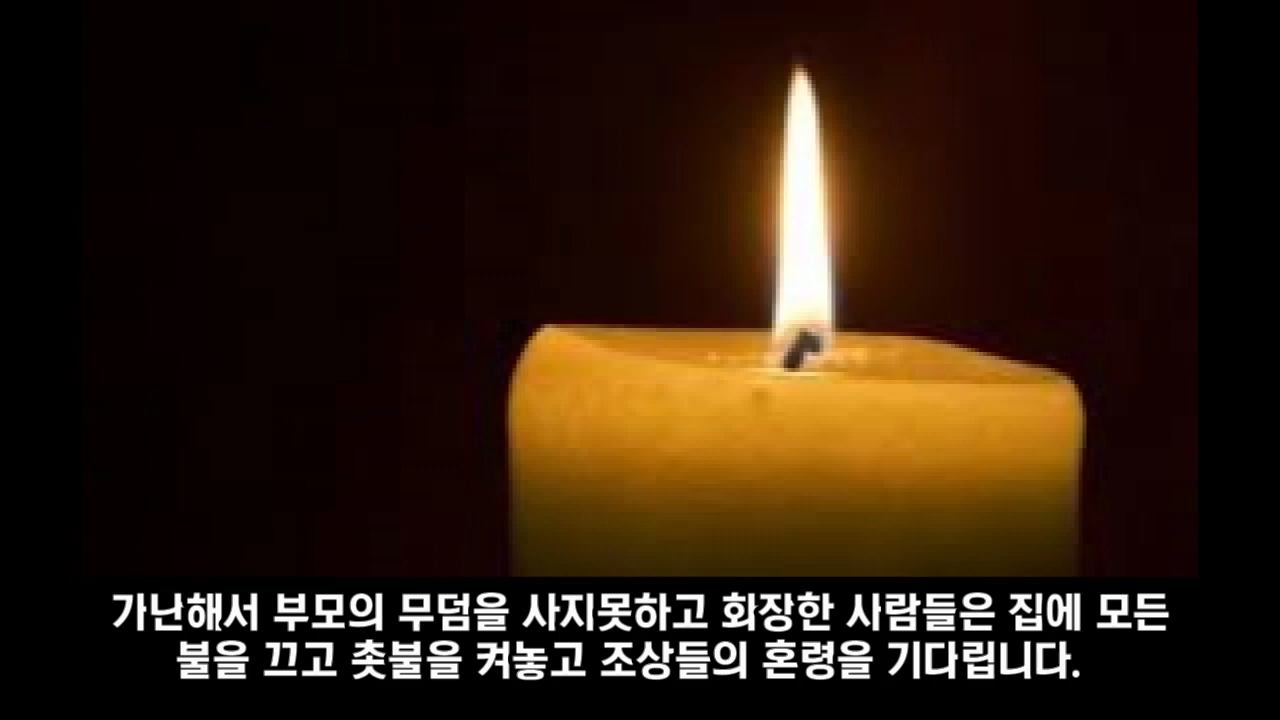 가난해서 부모의 무덤을 사지못하고 화장한 사람들은 집에 모든
불을 끄고 촛불을 켜놓고 조상들의 혼령을 기다립니다.